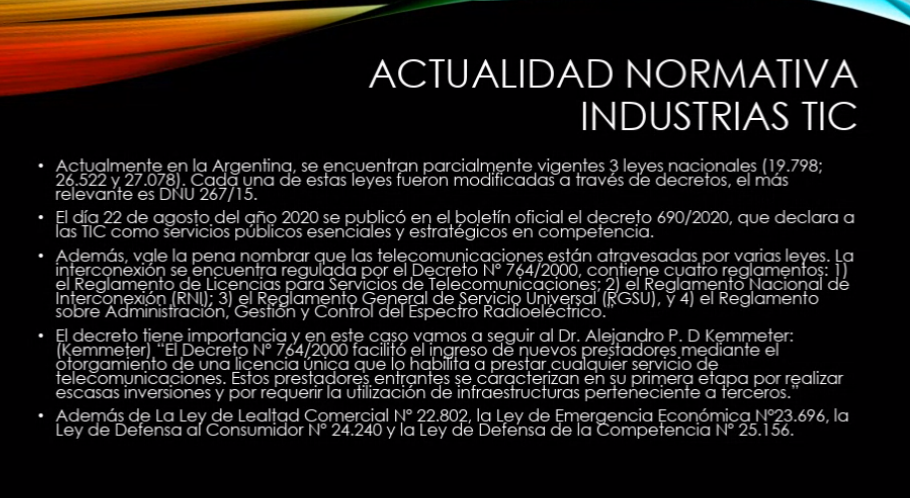 ACTUALIDAD NORMATIVA
INDUSTRIAS TIC
• Actualmente en la Argentina, se encuentran parcialmente vigentes 3 leyes nacionales (19.798;
26.522 y 27.078). Cada una de estas leyes fueron modificadas a través de decretos, el más
relevante es DNU 267/15.
• El día 22 de agosto del año 2020 se publicó en el boletín oficial el decreto 690/2020, que declara a
las TIC como servicios públicos esenciales y estratégicos en competencia.
• Además, vale la pena nombrar que las telecomunicaciones están atravesadas por varias leyes. La
interconexión se encuentra regulada por el Decreto N° 764/2000, contiene cuatro reglamentos: 1)
el Reglamento de Licencias para Servicios de Telecomunicaciones; 2) el Reglamento Nacional de
Interconexión (RNI); 3) el Reglamento General de Servicio Universal (RGSU), y 4) el Reglamento
sobre Administración, Gestión y Control del Espectro Radioeléctrico.
• El decreto tiene importancia y en este caso vamos a seguir al Dr. Alejandro P. D Kemmeter:
(Kemmeter) “El Decreto N° 764/2000 facilitó el ingreso de nuevos prestadores mediante el
otorgamiento de una licencia única que lo habilita a prestar cualquier servicio de
telecomunicaciones. Estos prestadores entrantes se caracterizan en su primera etapa por realizar
escasas inversiones y por requerir la utilización de infraestructuras perteneciente a terceros.”
• Además de La Ley de Lealtad Comercial N° 22.802, la Ley de Emergencia Económica N°23.696, la
Ley de Defensa al Consumidor N° 24.240 y la Ley de Defensa de la Competencia N° 25.156.